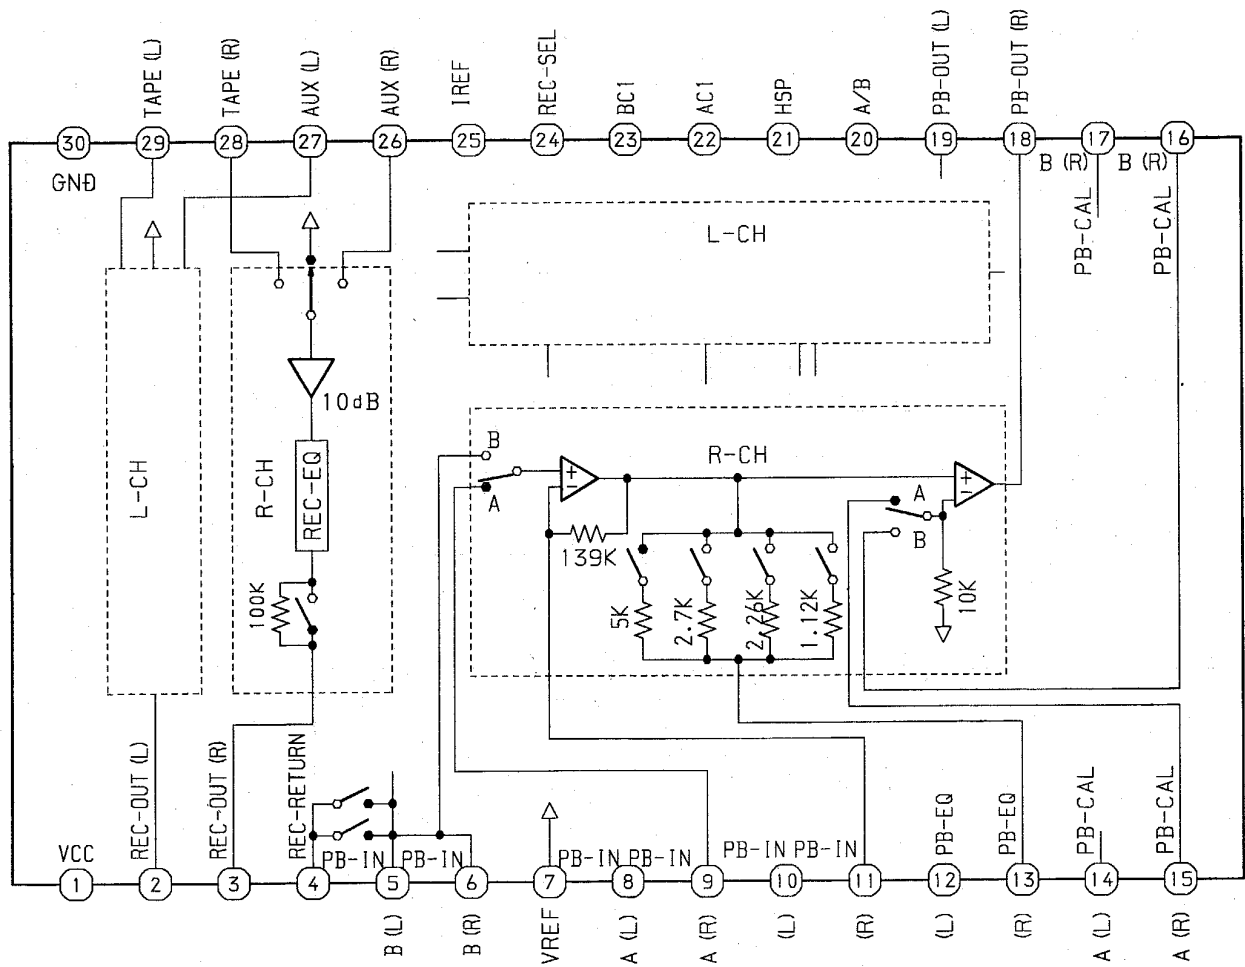 TAPE (L)
TAPE (R)
AUX (L)
AUX (R)
IREF
REC-SEL
BC1
AC1
HSP
A/B
PB-OUT (L)
PB-OUT (R)
30
29
28
27
26
25
24
23
22
21
20
19
18
17
16
GND
B (R)
B (R)
PB-CAL
PB-CAL
L-CH
L-CH
R-CH
10dB
REC-EQ
100K
R-CH
B
A
+
-
139K
5K
2.7K
2.26K
1.12K
A
B
+
-
10K
VCC
REC-OUT (L)
REC-OUT (R)
REC-RETURN
PB-IN
PB-IN
PB-IN
PB-IN
PB-IN
PB-IN
PB-EQ
PB-EQ
PB-CAL
PB-CAL
1
2
3
4
5
6
7
8
9
10
11
12
13
14
15
B (L)
B (R)
VREF
A (L)
A (R)
(L)
(R)
(L)
(R)
A (L)
A (R)